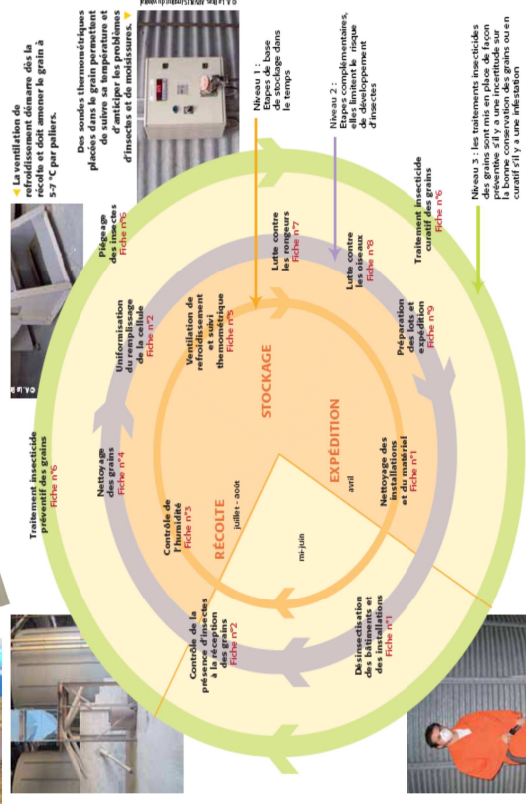 ◄ La ventilation de
refroidissement démarre dès la
récolte et doit amener le grain à
5-7 °C par paliers.
Des sondes thermométriques
placées dans le grain permettent
de suivre sa température et
d'anticiper les problèmes
d'insectes et de moisissures. ▼
Niveau 1 :
Etapes de base
de stockage dans
le temps
Niveau 2 :
Etapes complémentaires,
elles limitent le risque
de développement
d'insectes
Niveau 3 : les traitements insecticides
des grains sont mis en place de façon
préventive s'il y a une incertitude sur
la bonne conservation des grains ou en
curatif s'il y a une infestation
Traitement insecticide
préventif des grains
Fiche n°6
Piégeage
des insectes
Fiche n°6
Nettoyage
des grains
Fiche n°4
Uniformisation
du remplissage
de la cellule
Fiche n°2
Contrôle de
l'humidité
Fiche n°3
Ventilation de
refroidissement
et suivi
thermométrique
Fiche n°5
Lutte contre
les rongeurs
Fiche n°7
Lutte contre
les oiseaux
Fiche n°8
Traitement insecticide
curatif des grains
Fiche n°6
Préparation
des lots et
expédition
Fiche n°9
Nettoyage des
installations
et du matériel
Fiche n°1
Désinsectisation
des bâtiments et
des installations
Fiche n°1
Contrôle de la
présence d'insectes
à la réception
des grains
Fiche n°2
RÉCOLTE
juillet - août
STOCKAGE
EXPÉDITION
avril
mi-juin